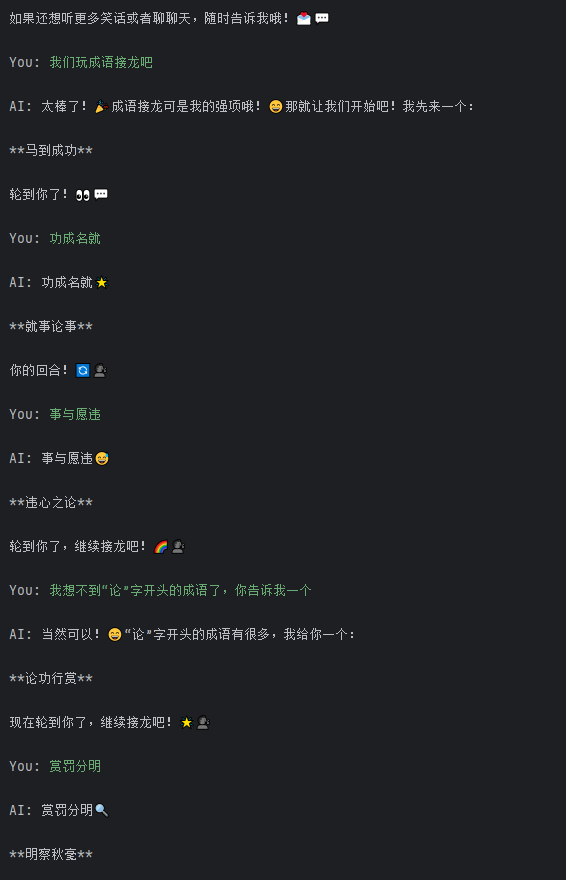 如果还想听更多笑话或者聊聊天，随时告诉我哦！💌💬
You: 我们玩成语接龙吧
AI: 太棒了！🎉成语接龙可是我的强项哦！😄那就让我们开始吧！我先来一个：
**马到成功**
轮到你了！👀💬
You: 功成名就
AI: 功成名就⭐
**就事论事**
你的回合！🔄👤
You: 事与愿违
AI: 事与愿违😅
**违心之论**
轮到你了，继续接龙吧！🌈👤
You: 我想不到“论”字开头的成语了，你告诉我一个
AI: 当然可以！😄“论”字开头的成语有很多，我给你一个：
**论功行赏**
现在轮到你了，继续接龙吧！⭐👤
You: 赏罚分明
AI: 赏罚分明🔍
**明察秋毫**